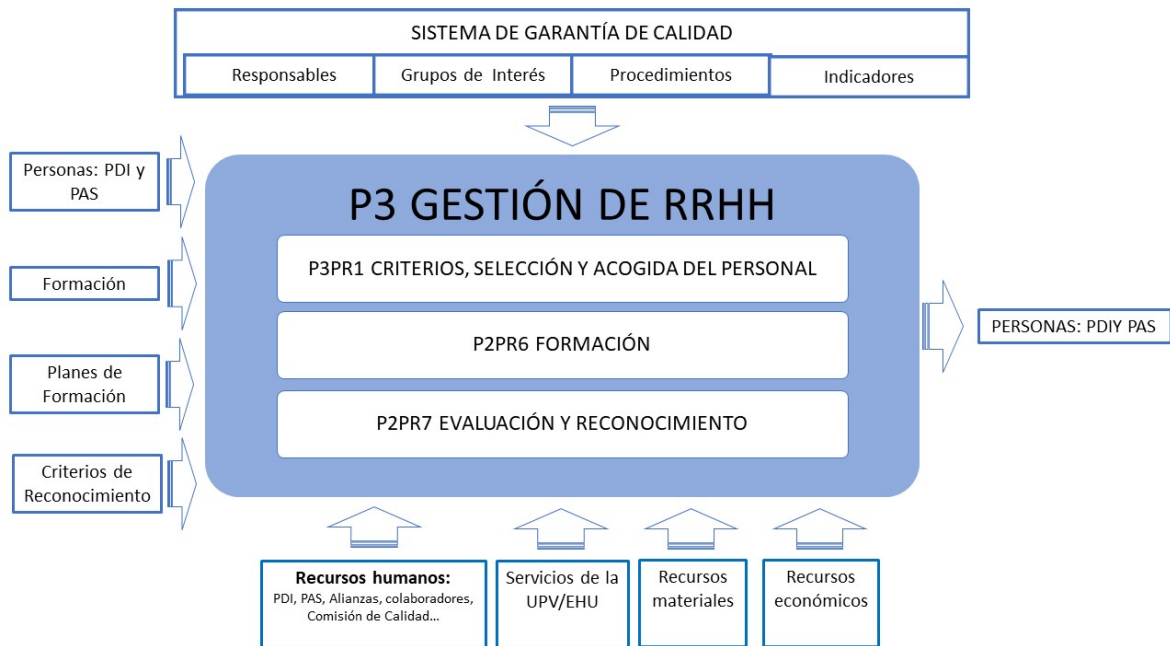 SISTEMA DE GARANTÍA DE CALIDAD
Responsables
Grupos de Interés
Procedimientos
Indicadores
Personas: PDI y
PAS
Formación
Planes de
Formación
Criterios de
Reconocimiento
P3 GESTIÓN DE RRHH
P3PR1 CRITERIOS, SELECCIÓN Y ACOGIDA DEL PERSONAL
P2PR6 FORMACIÓN
P2PR7 EVALUACIÓN Y RECONOCIMIENTO
PERSONAS: PDIY PAS
Recursos humanos:
PDI, PAS, Alianzas, colaboradores,
Comisión de Calidad...
Servicios de la
UPV/EHU
Recursos
materiales
Recursos
económicos